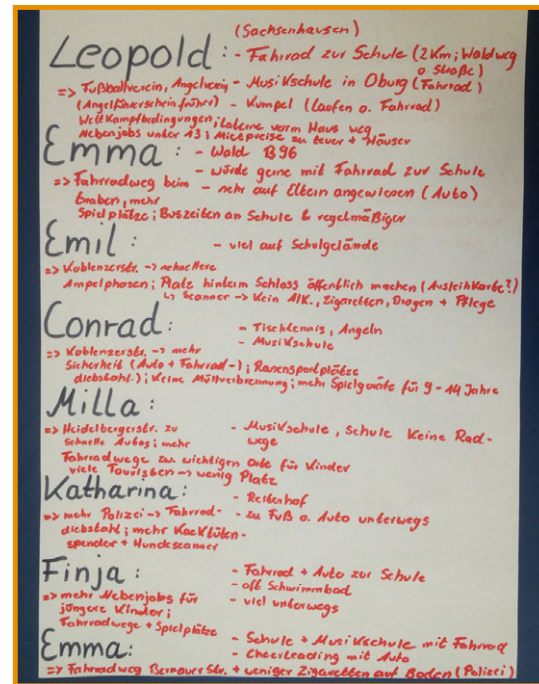 (Sachsenhausen)
Leopold: - Fahrrad zur Schule (2Km; Waldweg
o. Straße)
=> Fußballverein, Angelverein - Musikschule in Oburg (Fahrrad)
(Angelführerschein früher) - Kumpel (laufen o. Fahrrad)
Wettkampfbedingungen; Laterne vorm Haus weg
Nebenjobs unter 13; Mietpreise zu teuer + Häuser
Emma: - Wald B96
- würde gerne mit Fahrrad zur Schule
=> Fahrradweg beim - sehr auf Eltern angewiesen (Auto)
Graben, mehr
Spielplätze; Buszeiten an Schule & regelmäßiger
Emil: - viel auf Schulgelände
=> Koblenzerstr. -> schnellere
Ampelphasen; Platz hinterm Schloss öffentlich machen (Ausleihkarte?)
↳ Scanner -> Kein Alk., Zigaretten, Drogen + Pflege
Conrad: - Tischtennis, Angeln
- Musikschule
=> Koblenzerstr. -> mehr
Sicherheit (Auto + Fahrrad-); Rasensportplätze
diebstahl); Keine Müllverbrennung; mehr Spielgeräte für 9-14 Jahre
Milla:
=> Heidelbergerstr. zu - Musikschule, Schule Keine Rad-
schnelle Autos; mehr wege
Fahrradwege zu wichtigen Orte für Kinder
viele Touristen -> wenig Platz
Katharina: - Reiterhof
=> mehr Polizei -> Fahrrad- - zu Fuß o. Auto unterwegs
diebstahl; mehr Kacktüten-
spender + Hundescanner
Finja: - Fahrrad + Auto zur Schule
- oft Schwimmbad
=> mehr Nebenjobs für - viel unterwegs
jüngere Kinder;
Fahrradwege + Spielplätze
Emma: - Schule + Musikschule mit Fahrrad
- Cheerleading mit Auto
=> Fahrradweg Bernauer Str. + weniger Zigaretten auf Boden (Polizei)